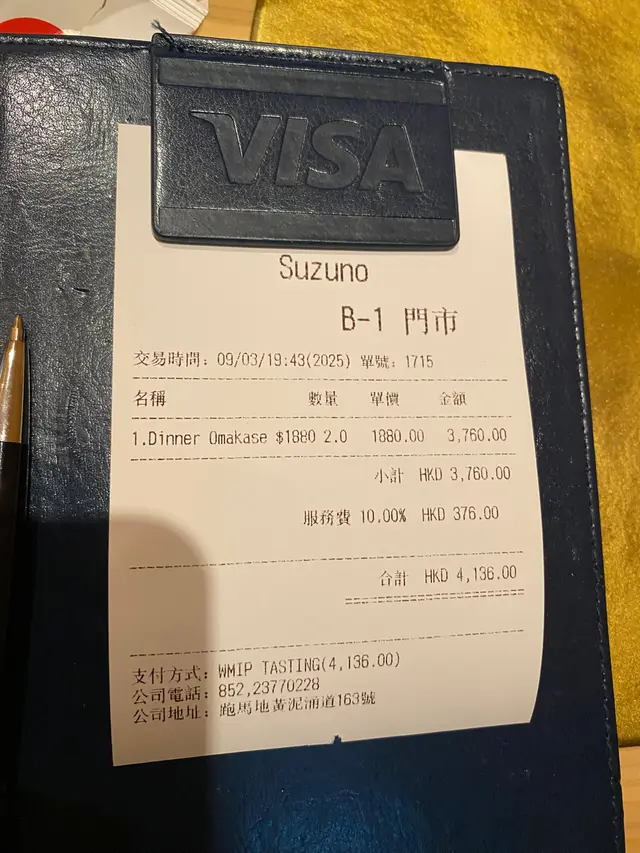 VISA
Suzuno
B-1 門市
交易時間: 09/03/19:43(2025) 單號: 1715
名稱 數量 單價 金額
1.Dinner Omakase $1880 2.0 1880.00 3,760.00
小計 HKD 3,760.00
服務費 10.00% HKD 376.00
合計 HKD 4,136.00
支付方式: WMIP TASTING(4,136.00)
公司電話: 852,23770228
公司地址: 跑馬地黃泥涌道163號